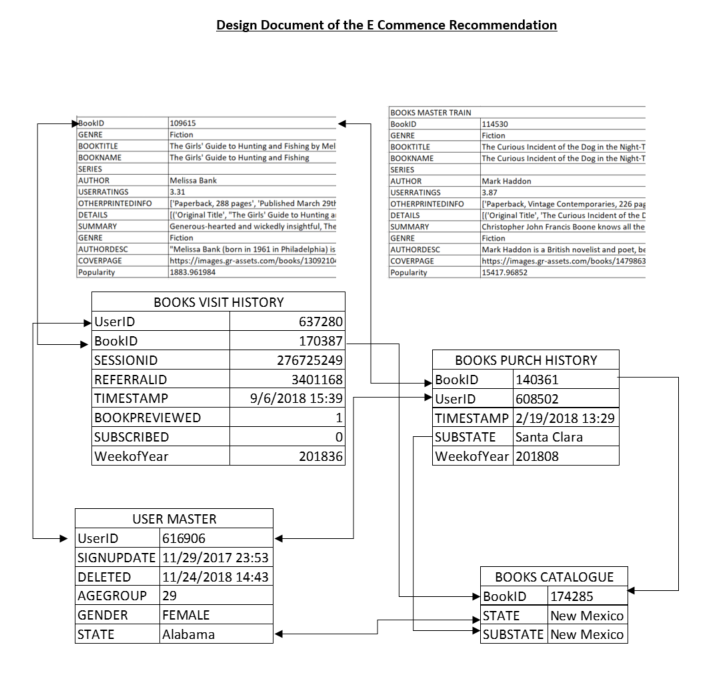 Design Document of the E Commence Recommendation
BookID 109615
GENRE Fiction
BOOKTITLE The Girls' Guide to Hunting and Fishing by Mel
BOOKNAME The Girls' Guide to Hunting and Fishing
SERIES
AUTHOR Melissa Bank
USERRATINGS 3.31
OTHERPRINTEDINFO ['Paperback, 288 pages', 'Published March 29th
DETAILS [('Original Title', "The Girls' Guide to Hunting a
SUMMARY Generous-hearted and wickedly insightful, The
GENRE Fiction
AUTHORDESC "Melissa Bank (born in 1961 in Philadelphia) is
COVERPAGE https://images.gr-assets.com/books/1309210
Popularity 1883.961984
BOOKS MASTER TRAIN
BookID 114530
GENRE Fiction
BOOKTITLE The Curious Incident of the Dog in the Night-T
BOOKNAME The Curious Incident of the Dog in the Night-T
SERIES
AUTHOR Mark Haddon
USERRATINGS 3.87
OTHERPRINTEDINFO ['Paperback, Vintage Contemporaries, 226 pag
DETAILS [('Original Title', 'The Curious Incident of the D
SUMMARY Christopher John Francis Boone knows all the
GENRE Fiction
AUTHORDESC Mark Haddon is a British novelist and poet, be
COVERPAGE https://images.gr-assets.com/books/1479863
Popularity 15417.96852
BOOKS VISIT HISTORY
UserID 637280
BookID 170387
SESSIONID 276725249
REFERRALID 3401168
TIMESTAMP 9/6/2018 15:39
BOOKPREVIEWED 1
SUBSCRIBED 0
WeekofYear 201836
BOOKS PURCH HISTORY
BookID 140361
UserID 608502
TIMESTAMP 2/19/2018 13:29
SUBSTATE Santa Clara
WeekofYear 201808
USER MASTER
UserID 616906
SIGNUPDATE 11/29/2017 23:53
DELETED 11/24/2018 14:43
AGEGROUP 29
GENDER FEMALE
STATE Alabama
BOOKS CATALOGUE
BookID 174285
STATE New Mexico
SUBSTATE New Mexico